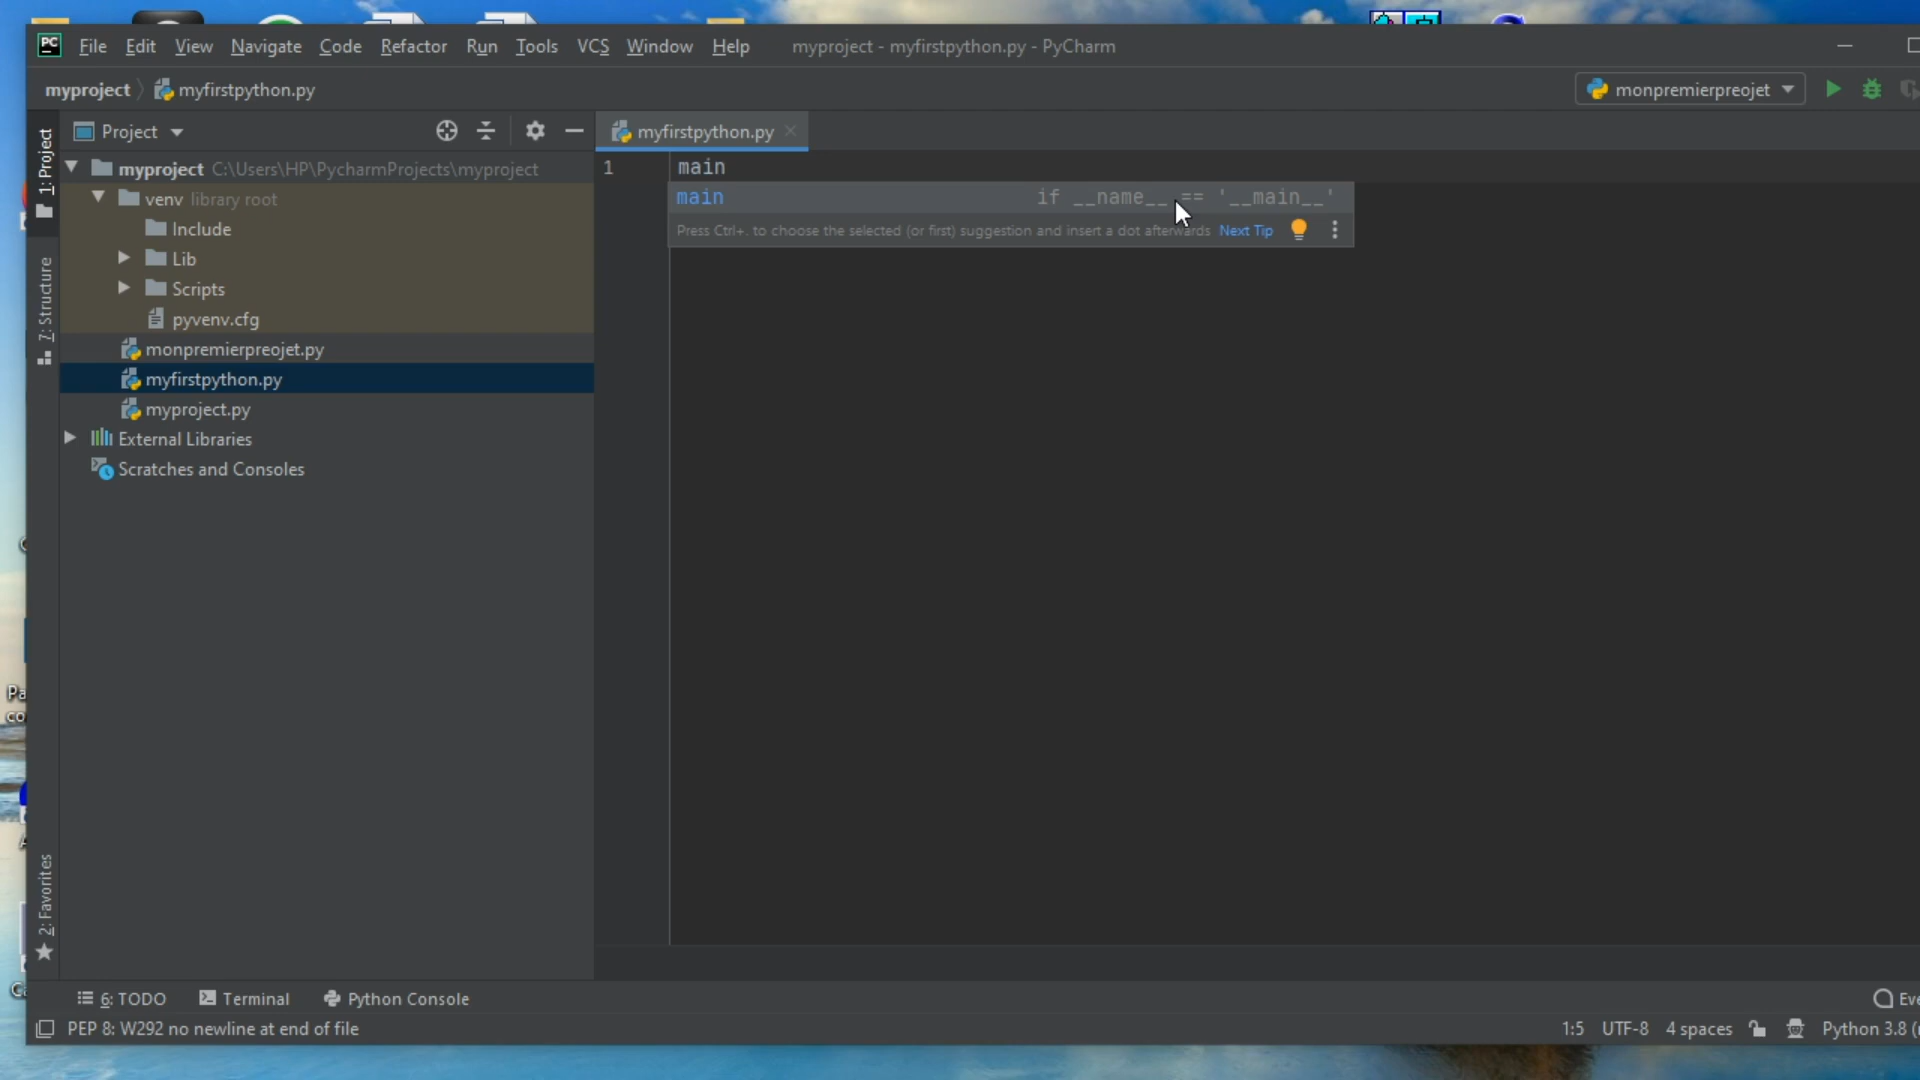 PC File Edit View Navigate Code Refactor Run Tools VCS Window Help myproject - myfirstpython.py - PyCharm
myproject myfirstpython.py monpremierpreojet
1: Project
Project
myfirstpython.py
myproject C:\Users\HP\PycharmProjects\myproject
1 main
venv library root
main if __name__ == '__main__'
Include
Press Ctrl+. to choose the selected (or first) suggestion and insert a dot afterwards Next Tip
Lib
7: Structure
Scripts
pyvenv.cfg
monpremierpreojet.py
myfirstpython.py
myproject.py
External Libraries
Scratches and Consoles
2: Favorites
6: TODO Terminal Python Console
PEP 8: W292 no newline at end of file 1:5 UTF-8 4 spaces Python 3.8